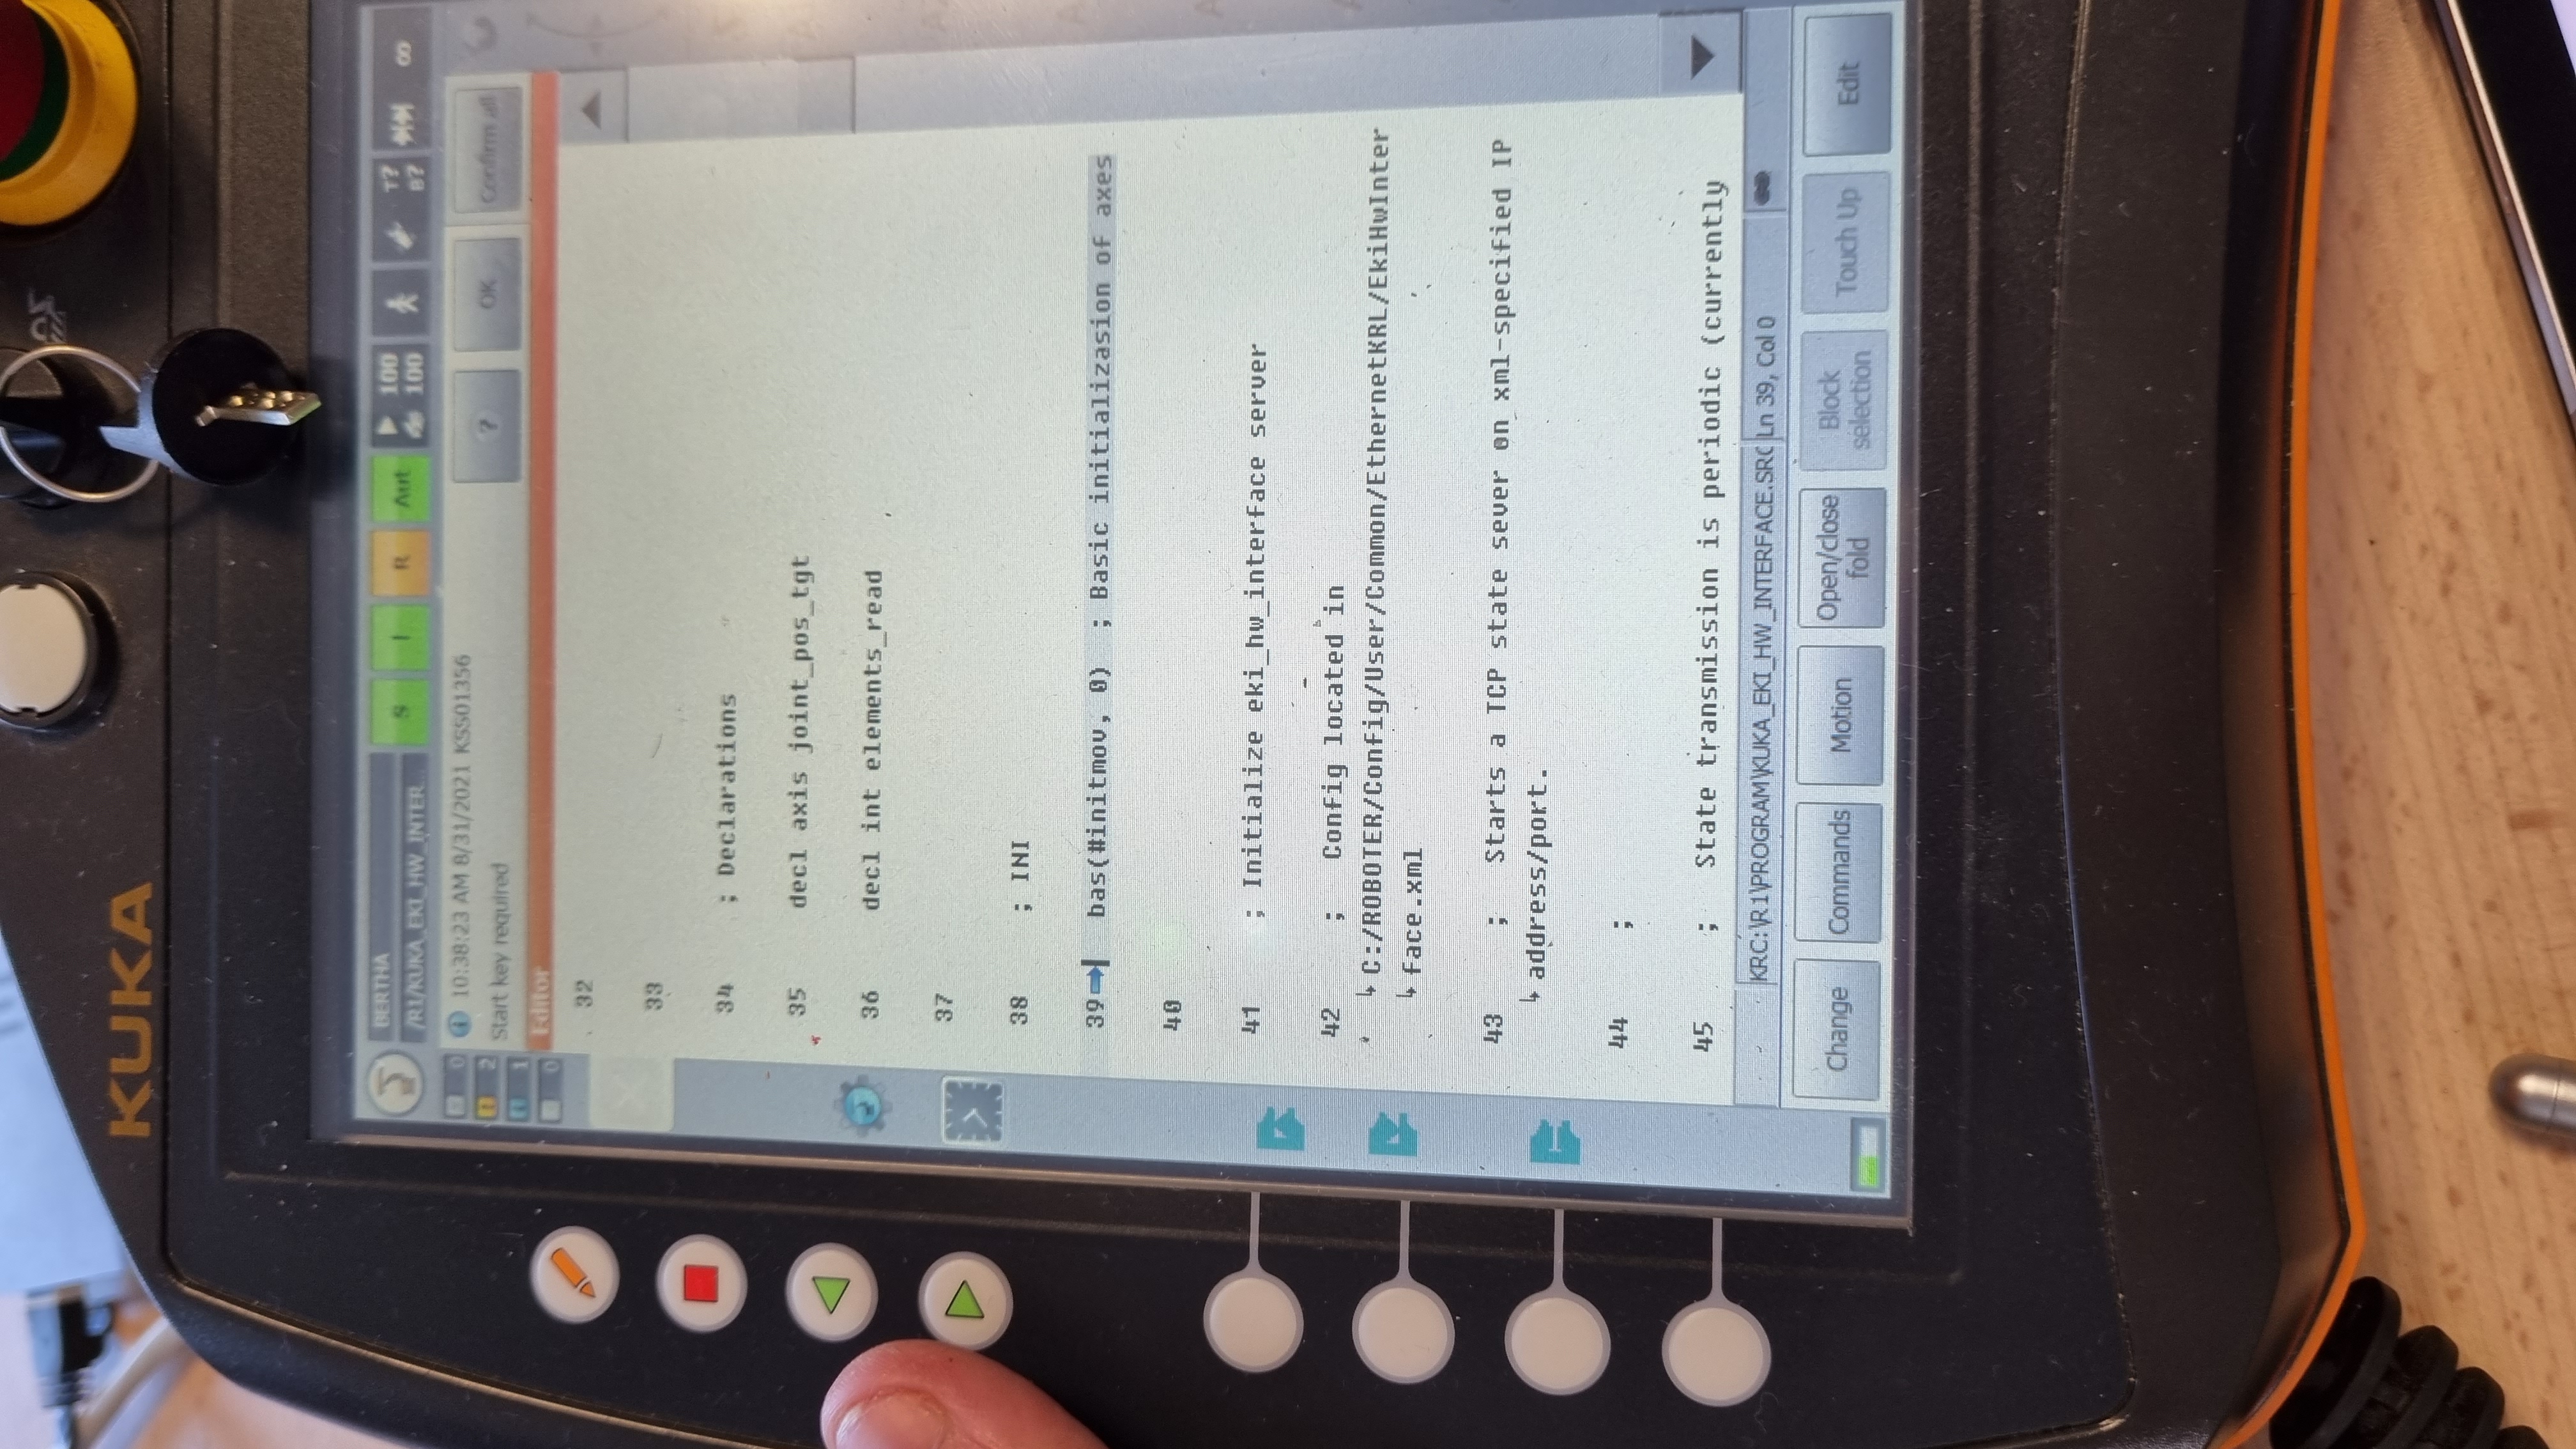 KUKA
BERTHA
/R1/KUKA_EKI_HW_INTER...
S
I
R
Aut
100
100
T?
B?
∞
0
2
1
0
10:38:23 AM 8/31/2021 KSS01356
Start key required
?
OK
Confirm all
Editor
32
33
34 ; Declarations
35 decl axis joint_pos_tgt
36 decl int elements_read
37
38 ; INI
39 bas(#initmov, 0) ; Basic initializasion of axes
40
41 ; Initialize eki_hw_interface server
42 ; Config located in
C:/ROBOTER/Config/User/Common/EthernetKRL/EkiHwInter
face.xml
43 ; Starts a TCP state sever on xml-specified IP
address/port.
44 ;
45 ; State transmission is periodic (currently
KRC:\R1\PROGRAM\KUKA_EKI_HW_INTERFACE.SRC
Ln 39, Col 0
Change
Commands
Motion
Open/close
fold
Block
selection
Touch Up
Edit